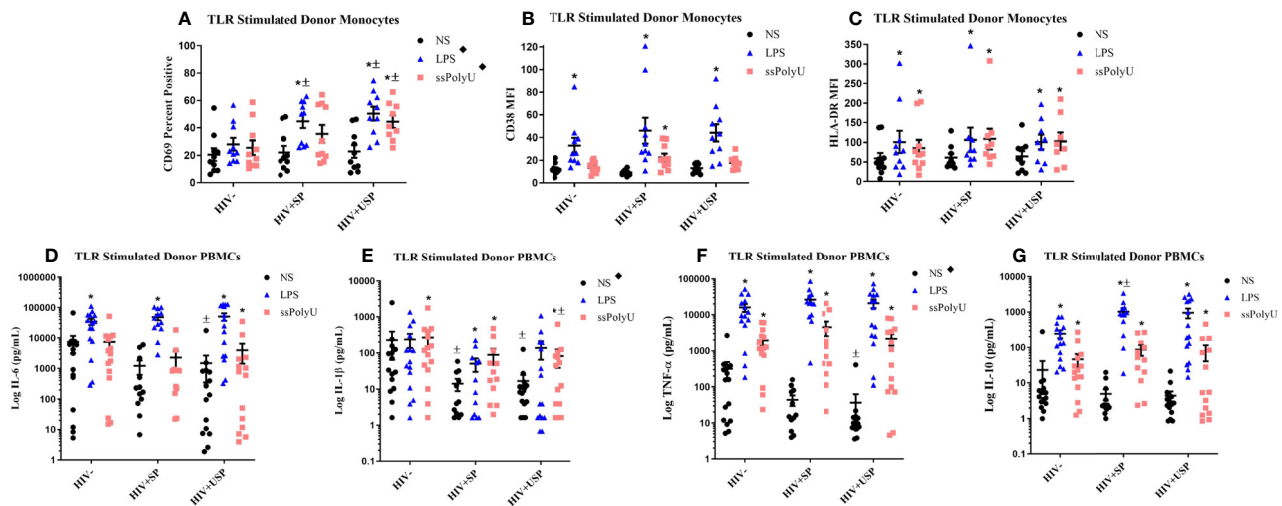 A
TLR Stimulated Donor Monocytes
CD69 Percent Positive
100
80
60
40
20
0
*±
*±
*±
HIV-
HIV+SP
HIV+USP
NS
LPS
ssPolyU
B
TLR Stimulated Donor Monocytes
CD38 MFI
120
100
80
60
40
20
0
*
*
*
*
HIV-
HIV+SP
HIV+USP
NS
LPS
ssPolyU
C
TLR Stimulated Donor Monocytes
HLA-DR MFI
350
300
250
200
150
100
50
0
*
*
*
*
*
*
HIV-
HIV+SP
HIV+USP
NS
LPS
ssPolyU
D
TLR Stimulated Donor PBMCs
Log IL-6 (pg/mL)
1000000
100000
10000
1000
100
10
1
*
*
±
*
*
HIV-
HIV+SP
HIV+USP
NS
LPS
ssPolyU
E
TLR Stimulated Donor PBMCs
Log IL-1β (pg/mL)
10000
1000
100
10
1
0.1
*
±
*
*
±
HIV-
HIV+SP
HIV+USP
NS
LPS
ssPolyU
F
TLR Stimulated Donor PBMCs
Log TNF-α (pg/mL)
1000000
100000
10000
1000
100
10
1
*
*
*
*
±
*
*
HIV-
HIV+SP
HIV+USP
NS
LPS
ssPolyU
G
TLR Stimulated Donor PBMCs
Log IL-10 (pg/mL)
10000
1000
100
10
1
0.1
*
*
*±
*
*
*
HIV-
HIV+SP
HIV+USP
NS
LPS
ssPolyU